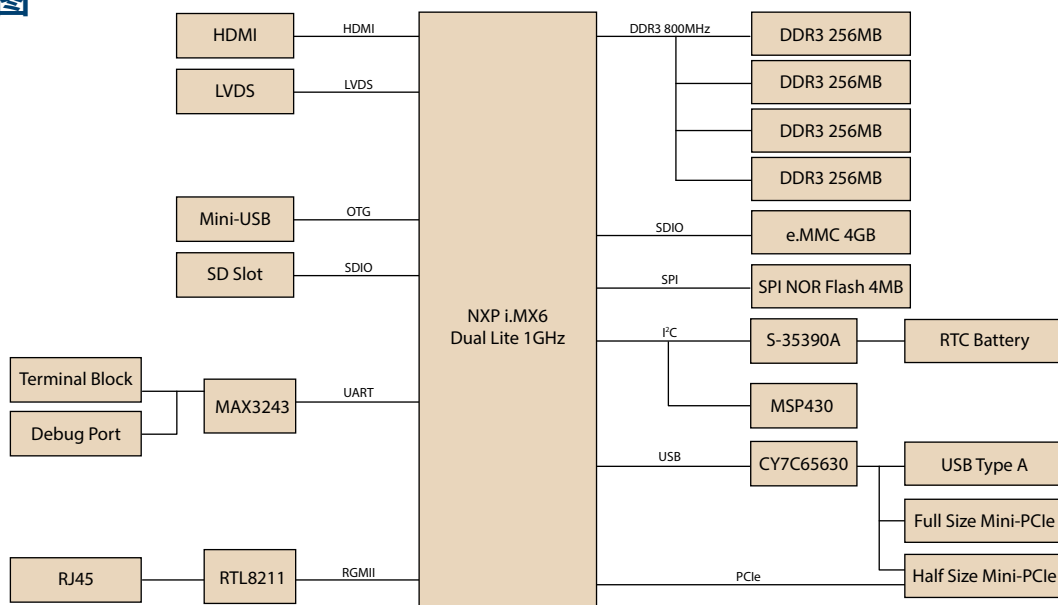 图
HDMI
HDMI
LVDS
LVDS
Mini-USB
OTG
SD Slot
SDIO
Terminal Block
Debug Port
MAX3243
UART
RJ45
RTL8211
RGMII
NXP i.MX6
Dual Lite 1GHz
DDR3 800MHz
DDR3 256MB
DDR3 256MB
DDR3 256MB
DDR3 256MB
SDIO
e.MMC 4GB
SPI
SPI NOR Flash 4MB
I²C
S-35390A
RTC Battery
MSP430
USB
CY7C65630
USB Type A
Full Size Mini-PCIe
PCIe
Half Size Mini-PCIe